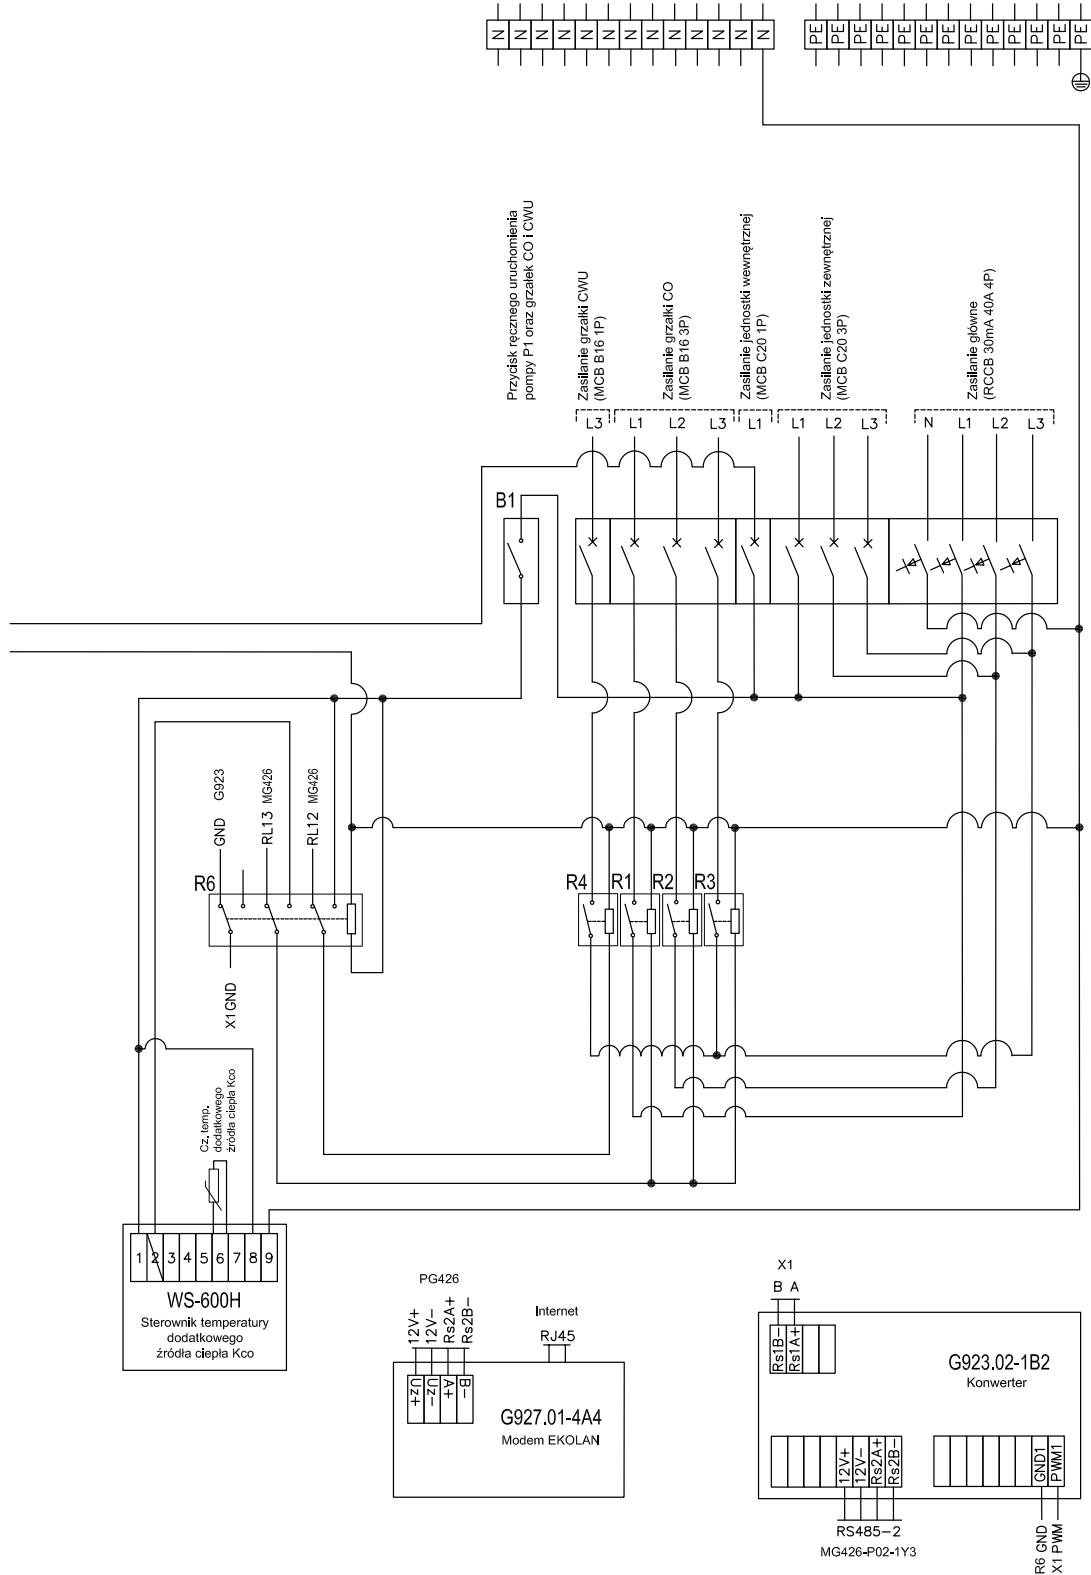 N N N N N N N N N N N N N
PE PE PE PE PE PE PE PE PE PE PE PE PE
Przycisk ręcznego uruchomienia
pompy P1 oraz grzałek CO i CWU
Zasilanie grzałki CWU
(MCB B16 1P)
Zasilanie grzałki CO
(MCB B16 3P)
Zasilanie jednostki wewnętrznej
(MCB C20 1P)
Zasilanie jednostki zewnętrznej
(MCB C20 3P)
Zasilanie główne
(RCCB 30mA 40A 4P)
L3 L1 L2 L3 L1 L1 L2 L3 N L1 L2 L3
B1
GND G923
RL13 MG426
RL12 MG426
R6
R4 R1 R2 R3
X1 GND
Cz. temp.
dodatkowego
źródła ciepła Kco
1 2 3 4 5 6 7 8 9
WS-600H
Sterownik temperatury
dodatkowego
źródła ciepła Kco
PG426
12V+
12V-
Rs2A+
Rs2B-
Internet
RJ45
Uz+
Uz-
A+
B-
G927.01-4A4
Modem EKOLAN
X1
B A
Rs1B-
Rs1A+
G923.02-1B2
Konwerter
12V+
12V-
Rs2A+
Rs2B-
GND1
PWM1
RS485-2
MG426-P02-1Y3
R6 GND
X1 PWM